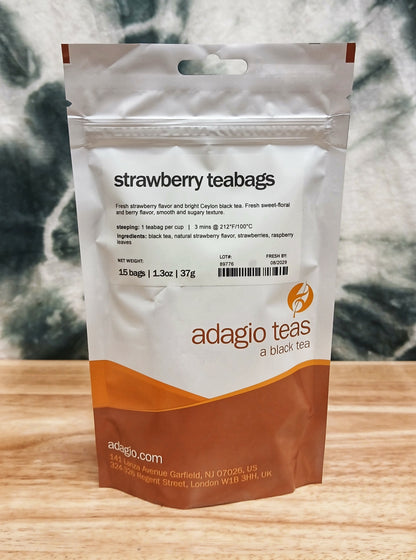 strawberry teabags
Fresh strawberry flavor and bright Ceylon black tea. Fresh sweet-floral
and berry flavor, smooth and sugary texture.
steeping: 1 teabag per cup | 3 mins @ 212°F/100°C
Ingredients: black tea, natural strawberry flavor, strawberries, raspberry
leaves
NET WEIGHT:
15 bags | 1.3oz | 37g
LOT#:
89776
FRESH BY:
08/2029
adagio teas
a black tea
adagio.com
141 Lanza Avenue Garfield, NJ 07026, US
324-326 Regent Street, London W1B 3HH, UK